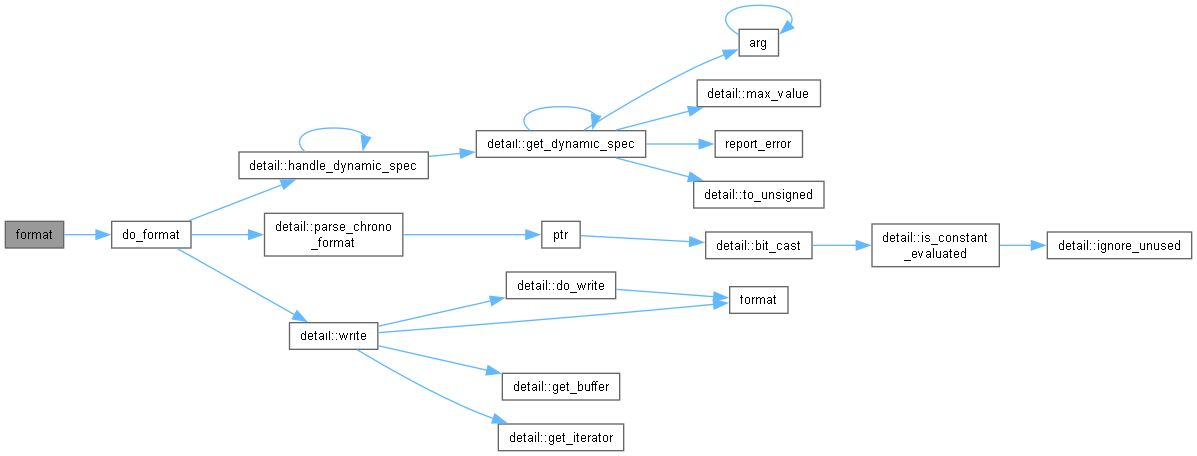 format
do_format
detail::handle_dynamic_spec
detail::get_dynamic_spec
arg
detail::max_value
report_error
detail::to_unsigned
detail::parse_chrono
_format
ptr
detail::bit_cast
detail::is_constant
_evaluated
detail::ignore_unused
detail::write
detail::do_write
format
detail::get_buffer
detail::get_iterator